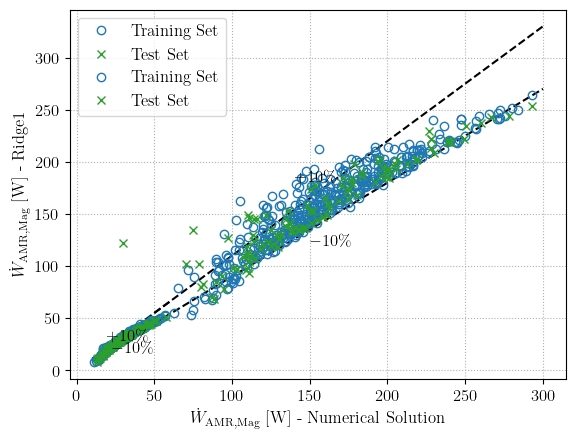 Training Set
Test Set
Training Set
Test Set
300
250
200
150
100
50
0
+10%
−10%
+10%
−10%
0 50 100 150 200 250 300
Ẇ_AMR,Mag [W] - Numerical Solution
Ẇ_AMR,Mag [W] - Ridge1